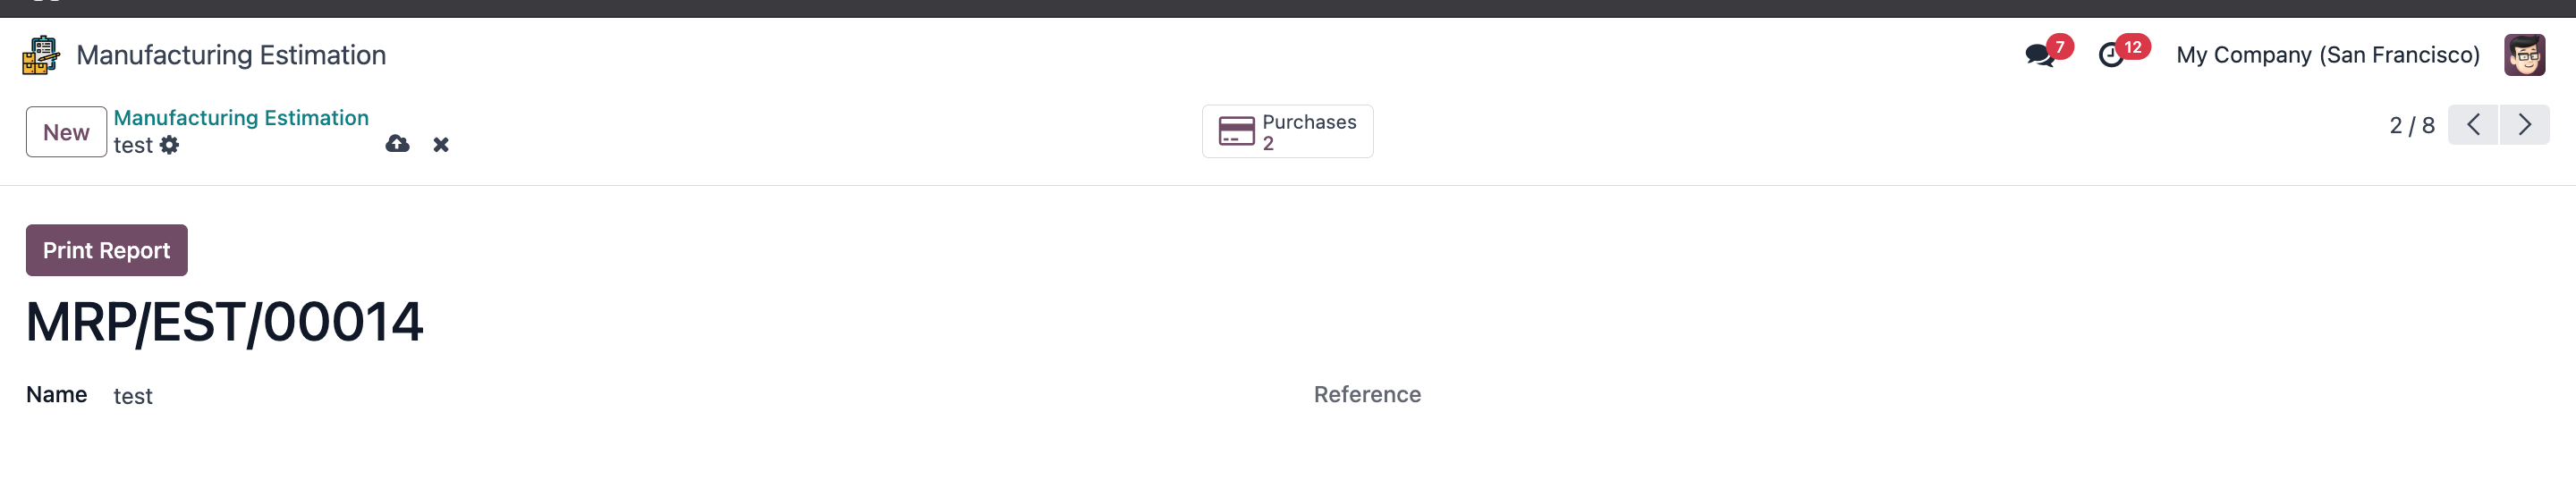 Manufacturing Estimation
7
12
My Company (San Francisco)
New
Manufacturing Estimation
test
Purchases
2
2 / 8
Print Report
MRP/EST/00014
Name test
Reference